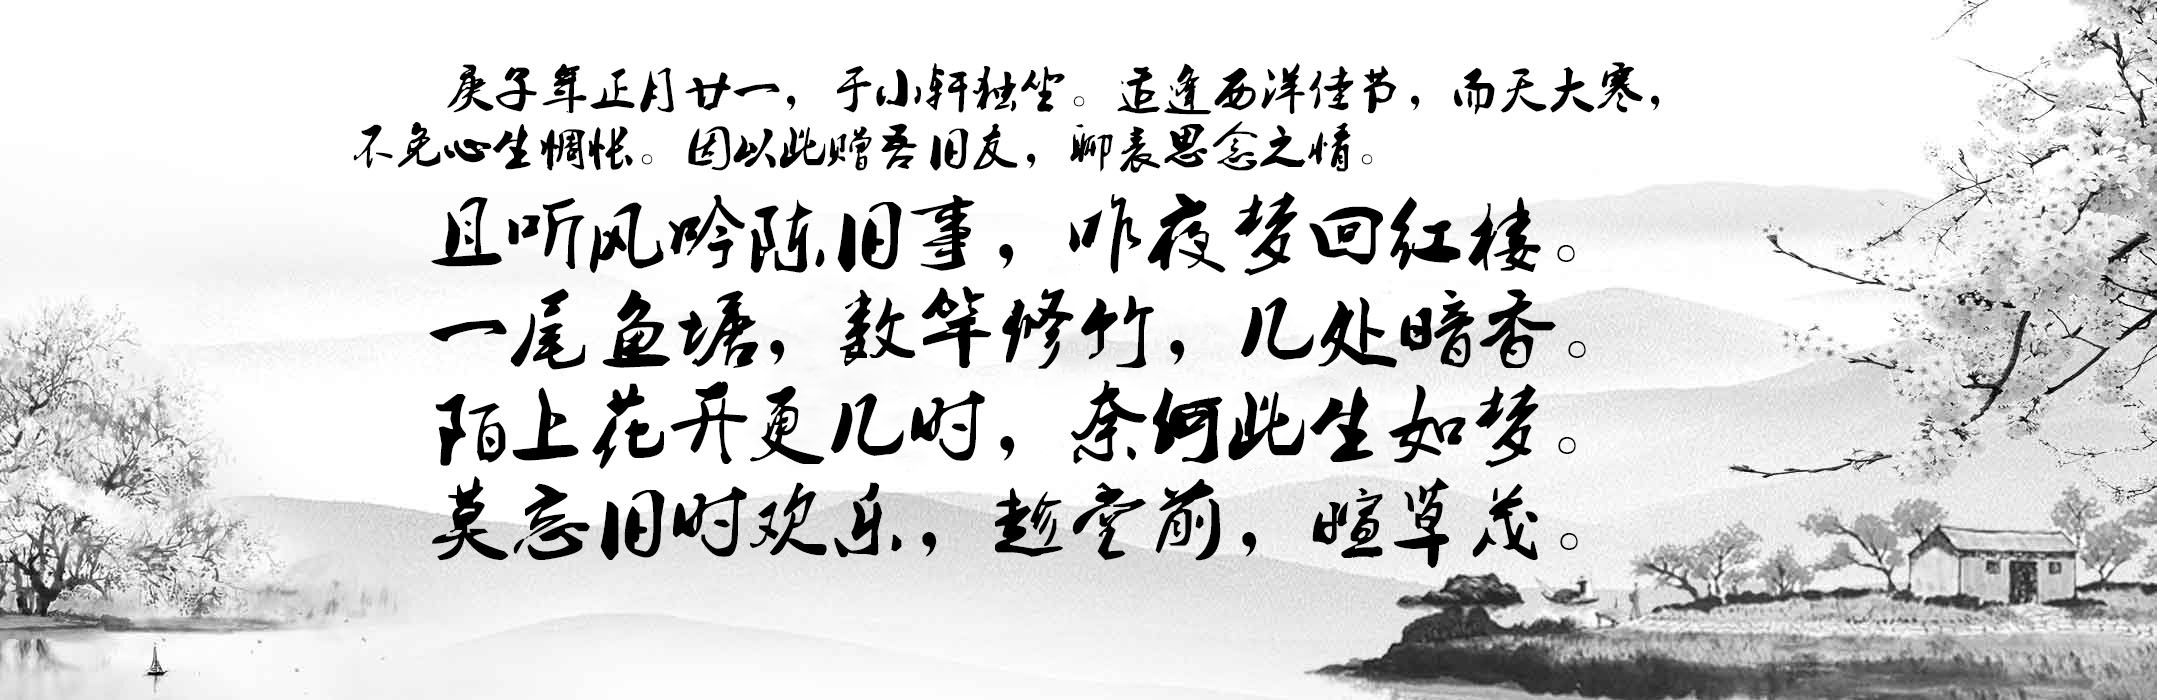 庚子年正月廿一，于小轩独坐。适逢西洋佳节，而天大寒，
不免心生惆怅。因以此赠吾旧友，聊表思念之情。
且听风吟陈旧事，昨夜梦回红楼。
一尾鱼塘，数竿修竹，几处暗香。
陌上花开更几时，奈何此生如梦。
莫忘旧时欢乐，趁堂前，暄草茂。